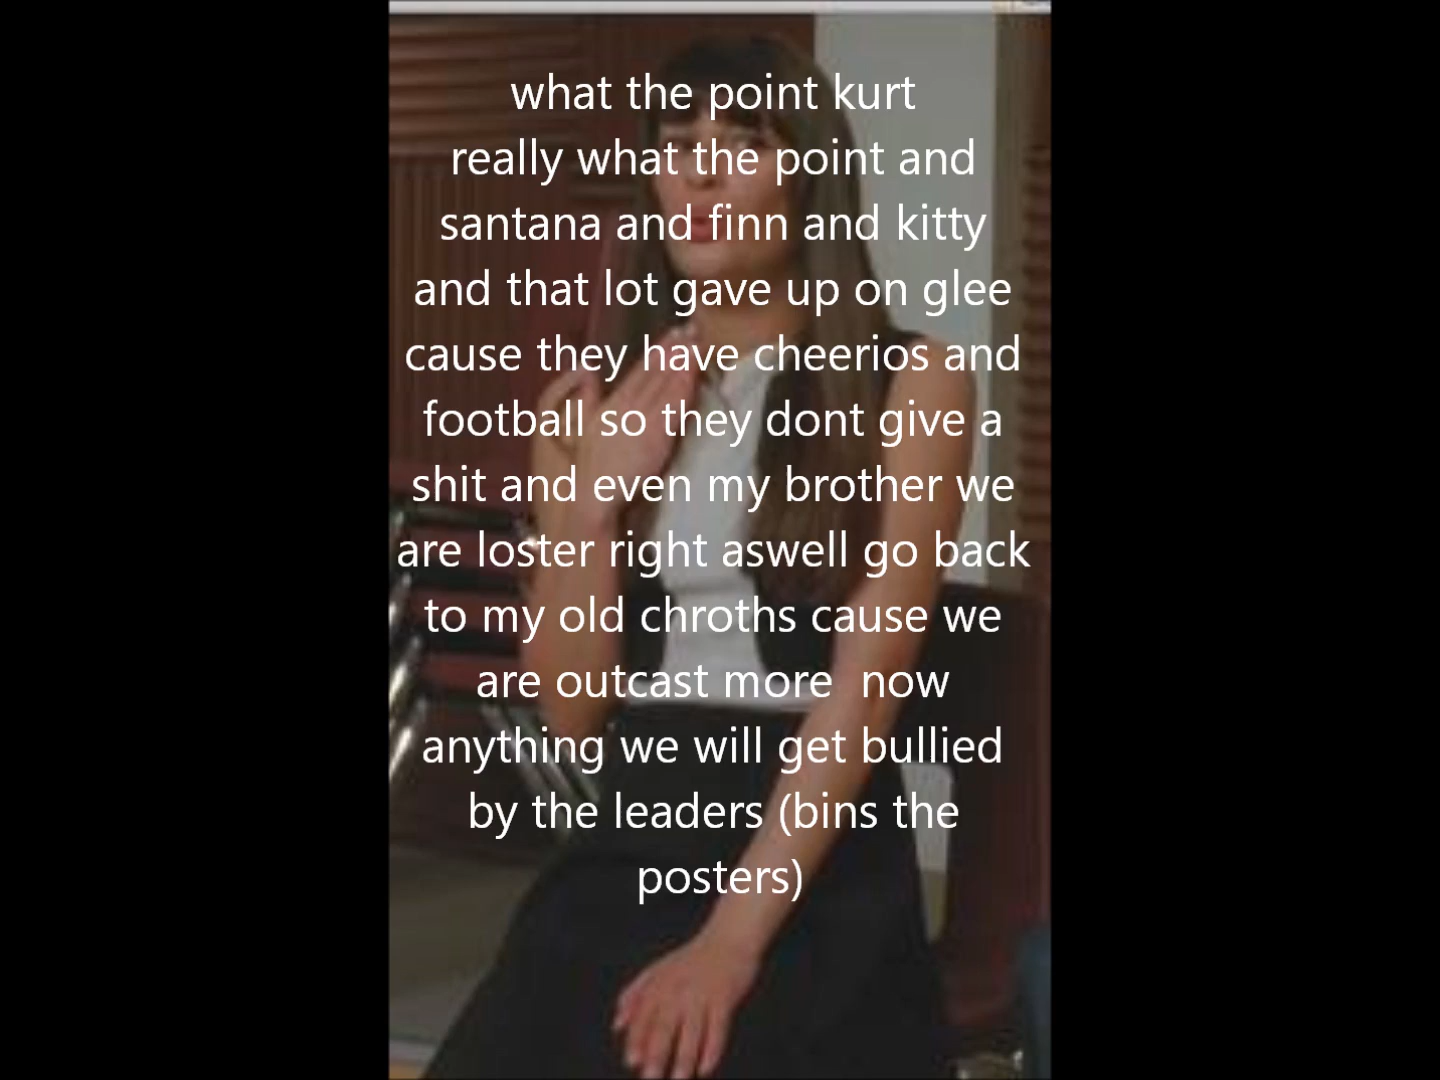 what the point kurt
really what the point and
santana and finn and kitty
and that lot gave up on glee
cause they have cheerios and
football so they dont give a
shit and even my brother we
are loster right aswell go back
to my old chroths cause we
are outcast more  now
anything we will get bullied
by the leaders (bins the
posters)